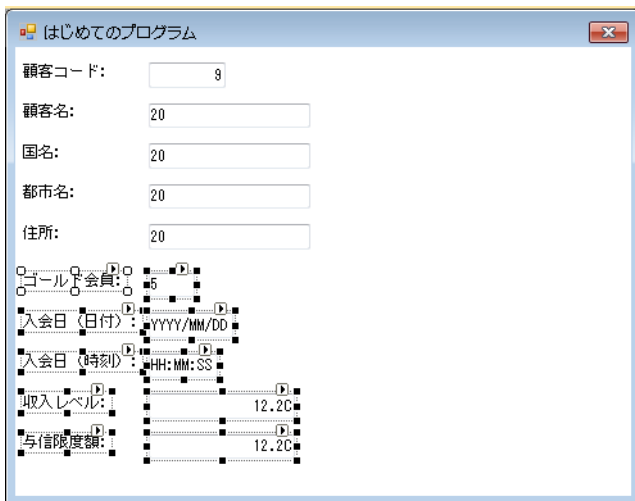 はじめてのプログラム
顧客コード: 9
顧客名: 20
国名: 20
都市名: 20
住所: 20
ゴールド会員: 5
入会日（日付）: YYYY/MM/DD
入会日（時刻）: HH:MM:SS
収入レベル: 12.2C
与信限度額: 12.2C